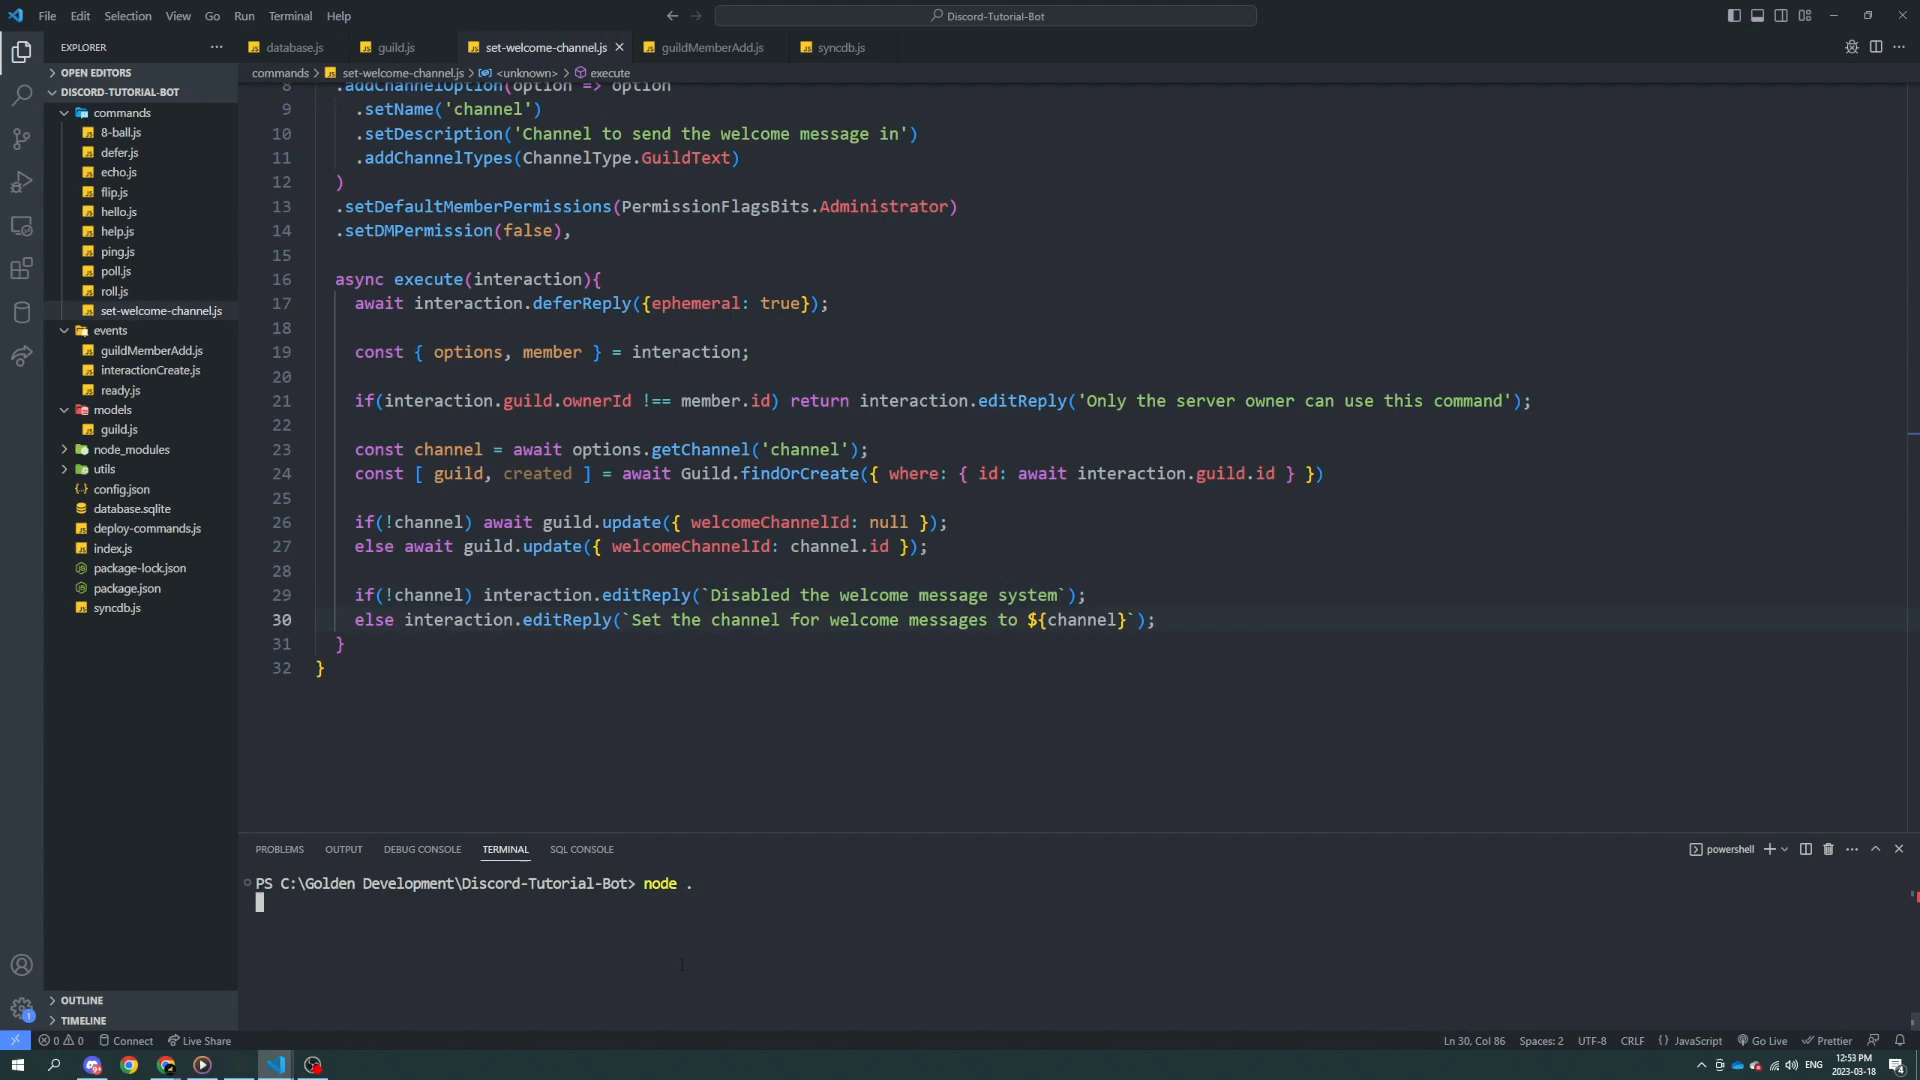 File Edit Selection View Go Run Terminal Help
Discord-Tutorial-Bot
EXPLORER
OPEN EDITORS
DISCORD-TUTORIAL-BOT
commands
8-ball.js
defer.js
echo.js
flip.js
hello.js
help.js
ping.js
poll.js
roll.js
set-welcome-channel.js
events
guildMemberAdd.js
interactionCreate.js
ready.js
models
guild.js
node_modules
utils
config.json
database.sqlite
deploy-commands.js
index.js
package-lock.json
package.json
syncdb.js
OUTLINE
TIMELINE
database.js guild.js set-welcome-channel.js guildMemberAdd.js syncdb.js
commands > set-welcome-channel.js > <unknown> > execute
8 .addChannelOption(option => option
9 .setName('channel')
10 .setDescription('Channel to send the welcome message in')
11 .addChannelTypes(ChannelType.GuildText)
12 )
13 .setDefaultMemberPermissions(PermissionFlagsBits.Administrator)
14 .setDMPermission(false),
15
16 async execute(interaction){
17 await interaction.deferReply({ephemeral: true});
18
19 const { options, member } = interaction;
20
21 if(interaction.guild.ownerId !== member.id) return interaction.editReply('Only the server owner can use this command');
22
23 const channel = await options.getChannel('channel');
24 const [ guild, created ] = await Guild.findOrCreate({ where: { id: await interaction.guild.id } })
25
26 if(!channel) await guild.update({ welcomeChannelId: null });
27 else await guild.update({ welcomeChannelId: channel.id });
28
29 if(!channel) interaction.editReply(`Disabled the welcome message system`);
30 else interaction.editReply(`Set the channel for welcome messages to ${channel}`);
31 }
32 }
PROBLEMS OUTPUT DEBUG CONSOLE TERMINAL SQL CONSOLE
powershell
PS C:\Golden Development\Discord-Tutorial-Bot> node .
1
0 0 Connect Live Share
Ln 30, Col 86 Spaces: 2 UTF-8 CRLF {} JavaScript Go Live Prettier
ENG
12:53 PM
2023-03-18
4